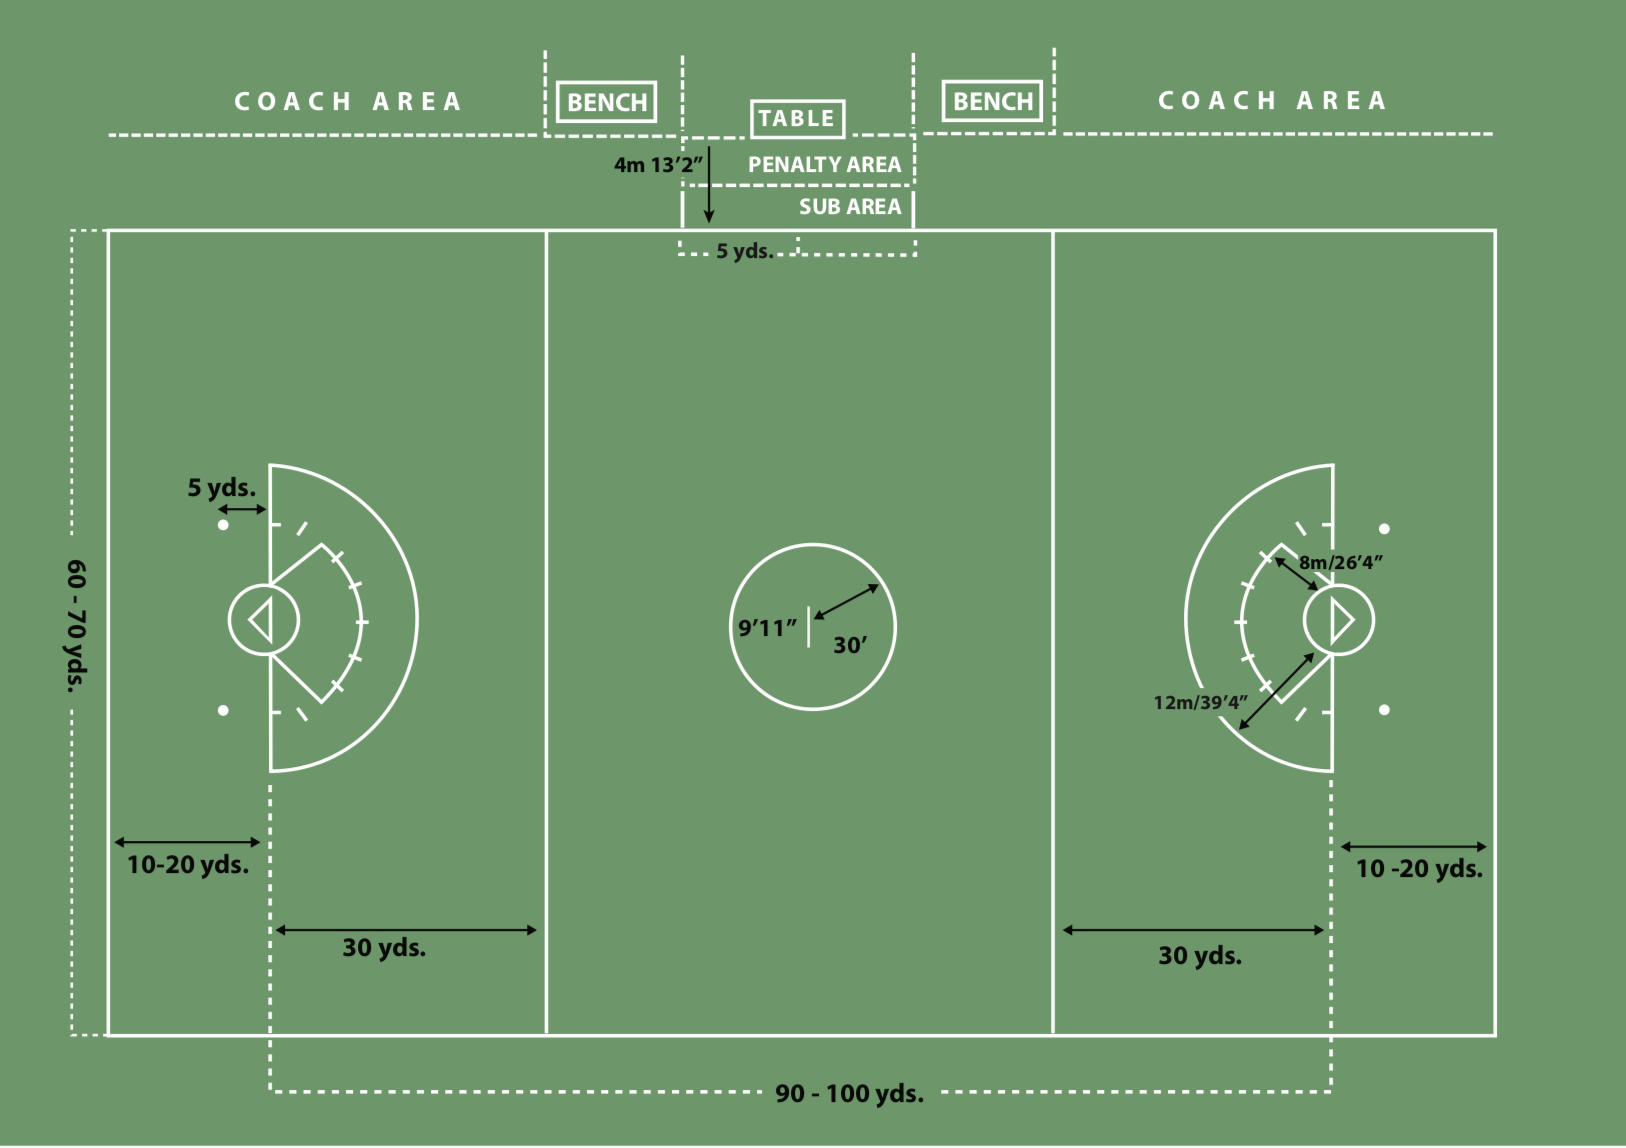 COACH AREA
BENCH
TABLE
BENCH
COACH AREA
4m 13’2”
PENALTY AREA
SUB AREA
5 yds.
5 yds.
60 - 70 yds.
9’11”
30’
8m/26’4”
12m/39’4”
10-20 yds.
10 -20 yds.
30 yds.
30 yds.
90 - 100 yds.